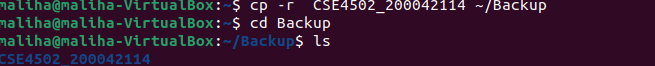 maliha@maliha-VirtualBox:~$ cp -r  CSE4502_200042114 ~/Backup
maliha@maliha-VirtualBox:~$ cd Backup
maliha@maliha-VirtualBox:~/Backup$ ls
CSE4502_200042114